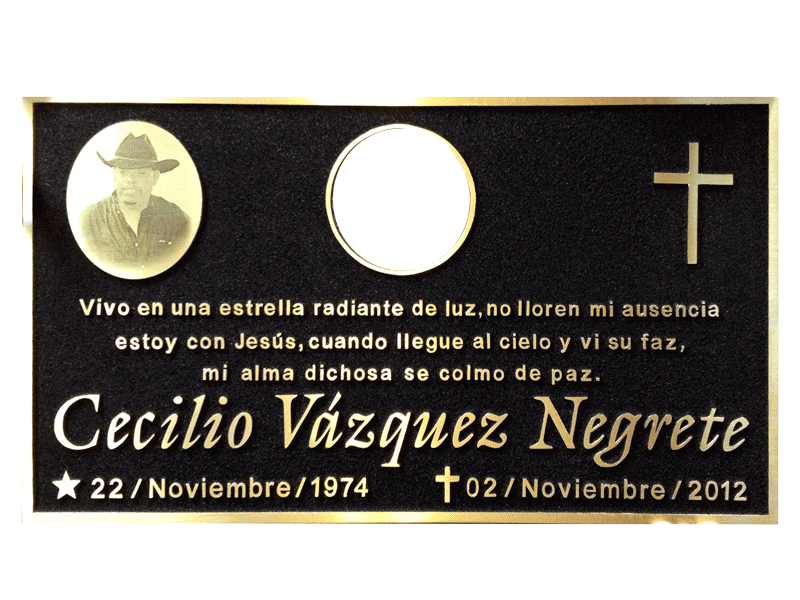 Vivo en una estrella radiante de luz,no lloren mi ausencia
estoy con Jesús,cuando llegue al cielo y vi su faz,
mi alma dichosa se colmo de paz.
Cecilio Vázquez Negrete
22/Noviembre/1974
02/Noviembre/2012